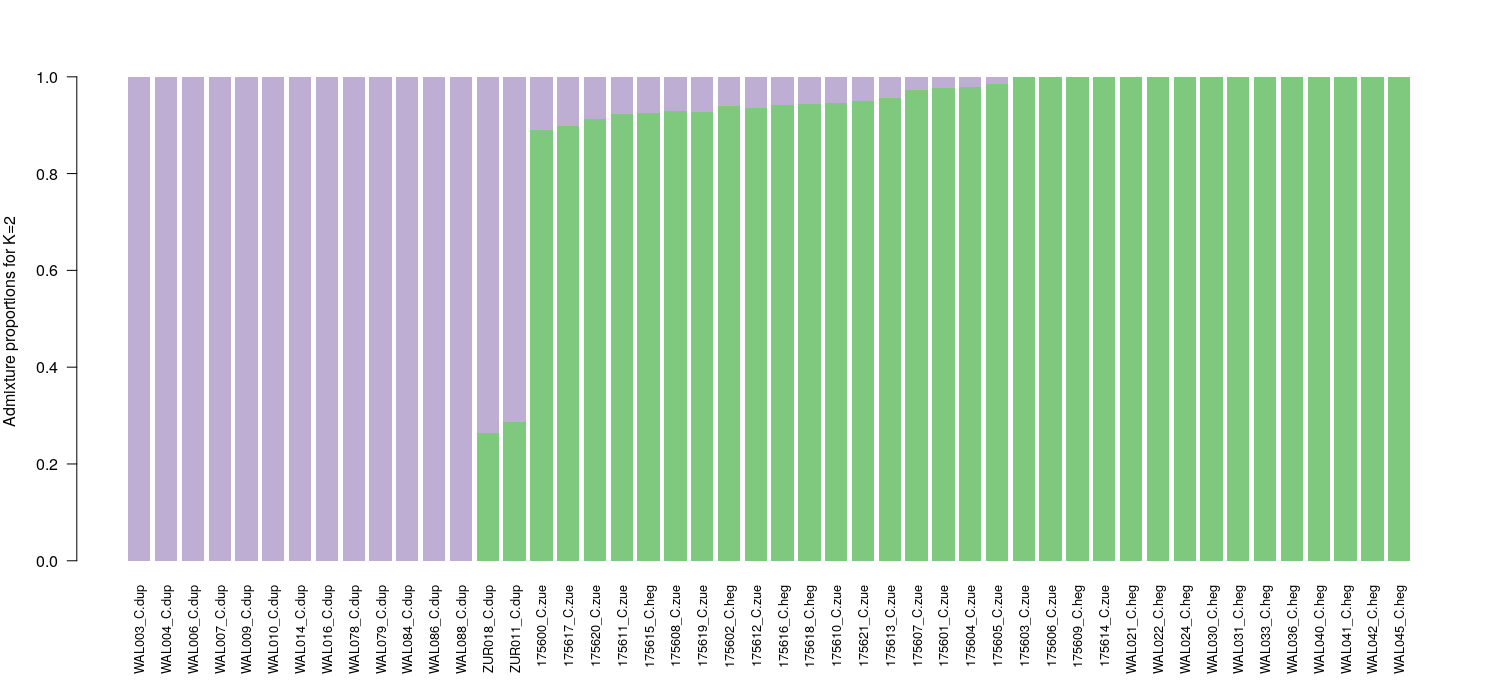 Admixture proportions for K=2
1.0
0.8
0.6
0.4
0.2
0.0
WAL003_C.dup
WAL004_C.dup
WAL006_C.dup
WAL007_C.dup
WAL009_C.dup
WAL010_C.dup
WAL014_C.dup
WAL016_C.dup
WAL078_C.dup
WAL079_C.dup
WAL084_C.dup
WAL086_C.dup
WAL088_C.dup
ZUR018_C.dup
ZUR011_C.dup
175600_C.zue
175617_C.zue
175620_C.zue
175611_C.zue
175615_C.heg
175608_C.zue
175619_C.zue
175602_C.heg
175612_C.zue
175616_C.heg
175618_C.heg
175610_C.zue
175621_C.zue
175613_C.zue
175607_C.zue
175601_C.zue
175604_C.zue
175605_C.zue
175603_C.zue
175606_C.zue
175609_C.heg
175614_C.zue
WAL021_C.heg
WAL022_C.heg
WAL024_C.heg
WAL030_C.heg
WAL031_C.heg
WAL033_C.heg
WAL036_C.heg
WAL040_C.heg
WAL041_C.heg
WAL042_C.heg
WAL045_C.heg